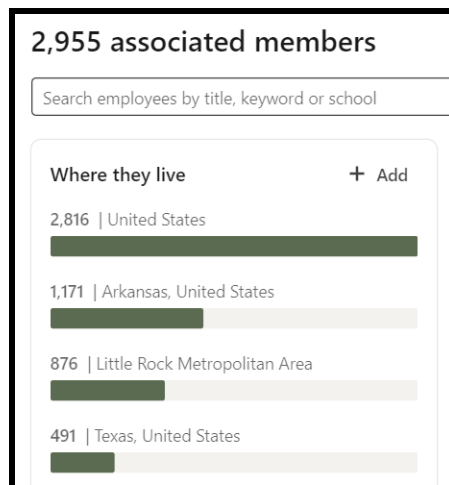 2,955 associated members
Search employees by title, keyword or school
Where they live + Add
2,816 | United States
1,171 | Arkansas, United States
876 | Little Rock Metropolitan Area
491 | Texas, United States